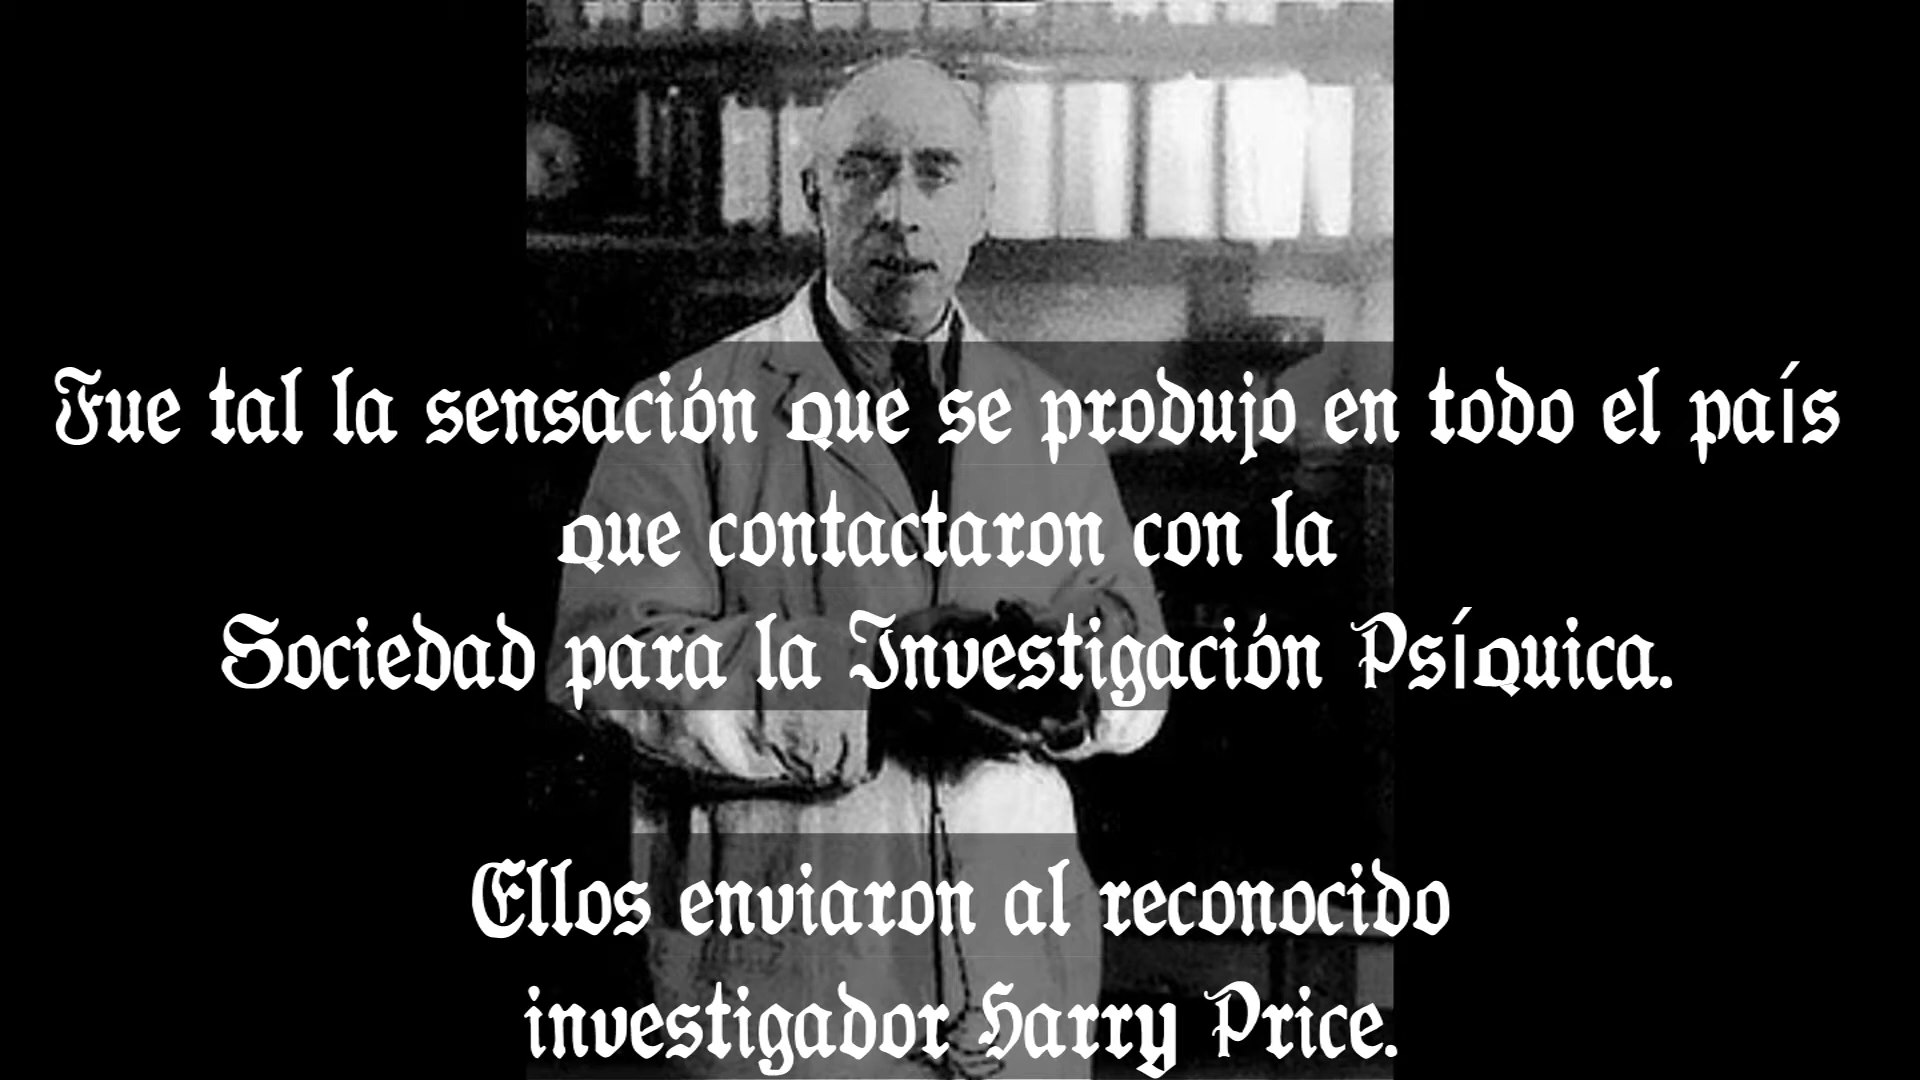 Fue tal la sensación que se produjo en todo el país
que contactaron con la
Sociedad para la Investigación Psíquica.
Ellos enviaron al reconocido
investigador Harry Price.